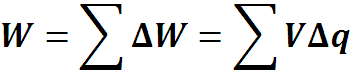 W = ∑ ΔW = ∑ VΔq